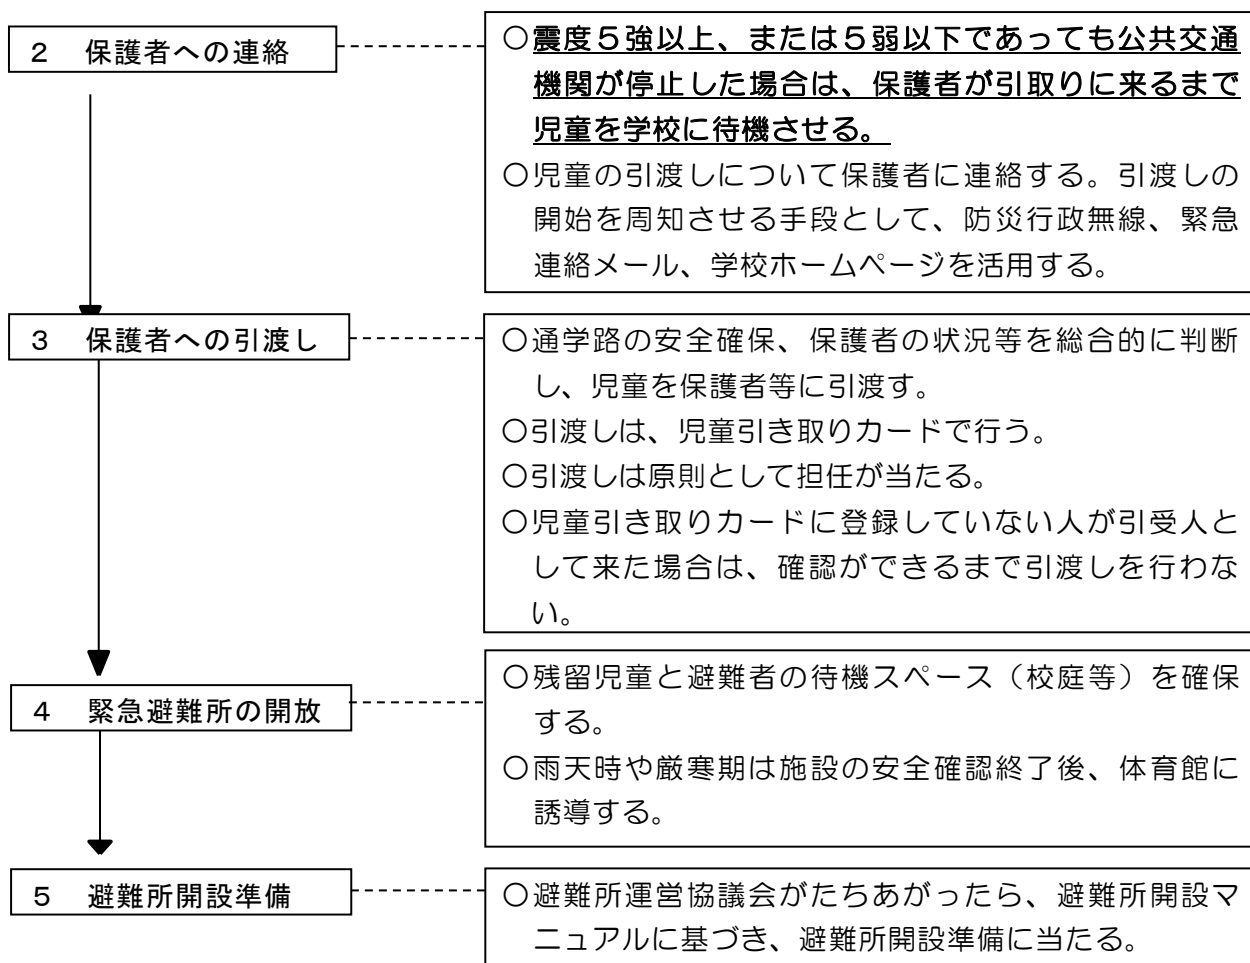 2 保護者への連絡
○震度5強以上、または5弱以下であっても公共交通
機関が停止した場合は、保護者が引取りに来るまで
児童を学校に待機させる。
○児童の引渡しについて保護者に連絡する。引渡しの
開始を周知させる手段として、防災行政無線、緊急
連絡メール、学校ホームページを活用する。
3 保護者への引渡し
○通学路の安全確保、保護者の状況等を総合的に判断
し、児童を保護者等に引渡す。
○引渡しは、児童引き取りカードで行う。
○引渡しは原則として担任が当たる。
○児童引き取りカードに登録していない人が引受人と
して来た場合は、確認ができるまで引渡しを行わな
い。
4 緊急避難所の開放
○残留児童と避難者の待機スペース（校庭等）を確保
する。
○雨天時や厳寒期は施設の安全確認終了後、体育館に
誘導する。
5 避難所開設準備
○避難所運営協議会がたちあがったら、避難所開設マ
ニュアルに基づき、避難所開設準備に当たる。